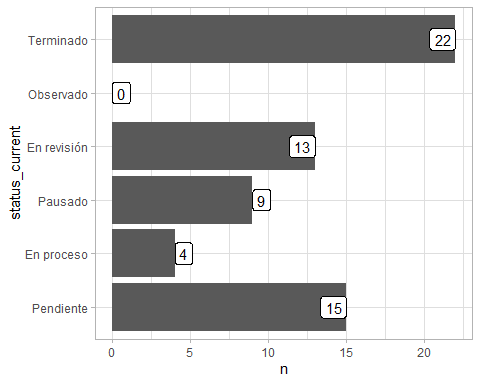 status_current
Terminado
22
Observado
0
En revisión
13
Pausado
9
En proceso
4
Pendiente
15
0 5 10 15 20
n